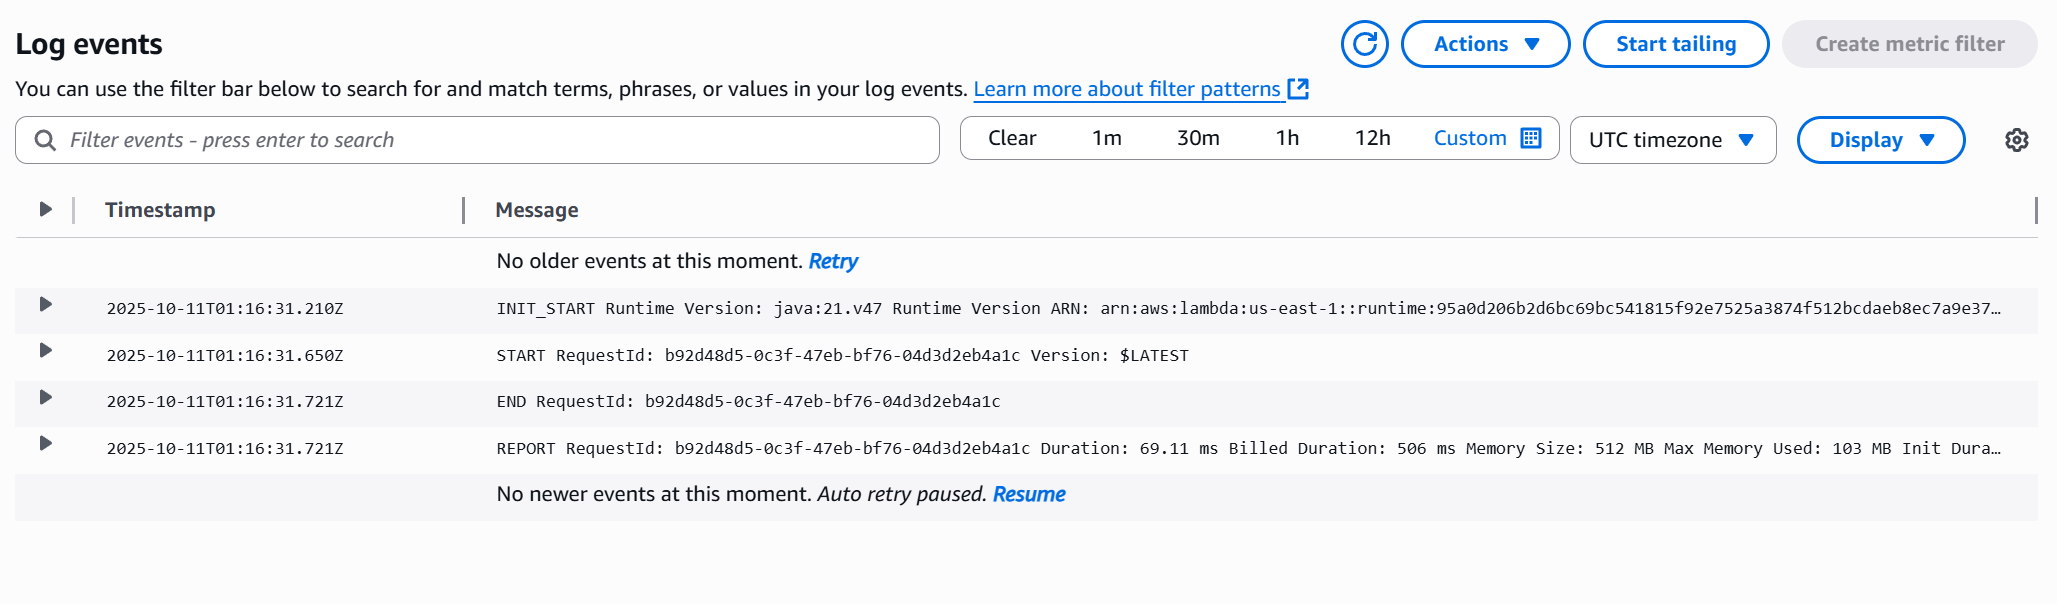 Log events
Actions
Start tailing
Create metric filter
You can use the filter bar below to search for and match terms, phrases, or values in your log events. Learn more about filter patterns
Filter events - press enter to search
Clear 1m 30m 1h 12h Custom
UTC timezone
Display
Timestamp Message
No older events at this moment. Retry
2025-10-11T01:16:31.210Z INIT_START Runtime Version: java:21.v47 Runtime Version ARN: arn:aws:lambda:us-east-1::runtime:95a0d206b2d6bc69bc541815f92e7525a3874f512bcdaeb8ec7a9e37…
2025-10-11T01:16:31.650Z START RequestId: b92d48d5-0c3f-47eb-bf76-04d3d2eb4a1c Version: $LATEST
2025-10-11T01:16:31.721Z END RequestId: b92d48d5-0c3f-47eb-bf76-04d3d2eb4a1c
2025-10-11T01:16:31.721Z REPORT RequestId: b92d48d5-0c3f-47eb-bf76-04d3d2eb4a1c Duration: 69.11 ms Billed Duration: 506 ms Memory Size: 512 MB Max Memory Used: 103 MB Init Dura…
No newer events at this moment. Auto retry paused. Resume